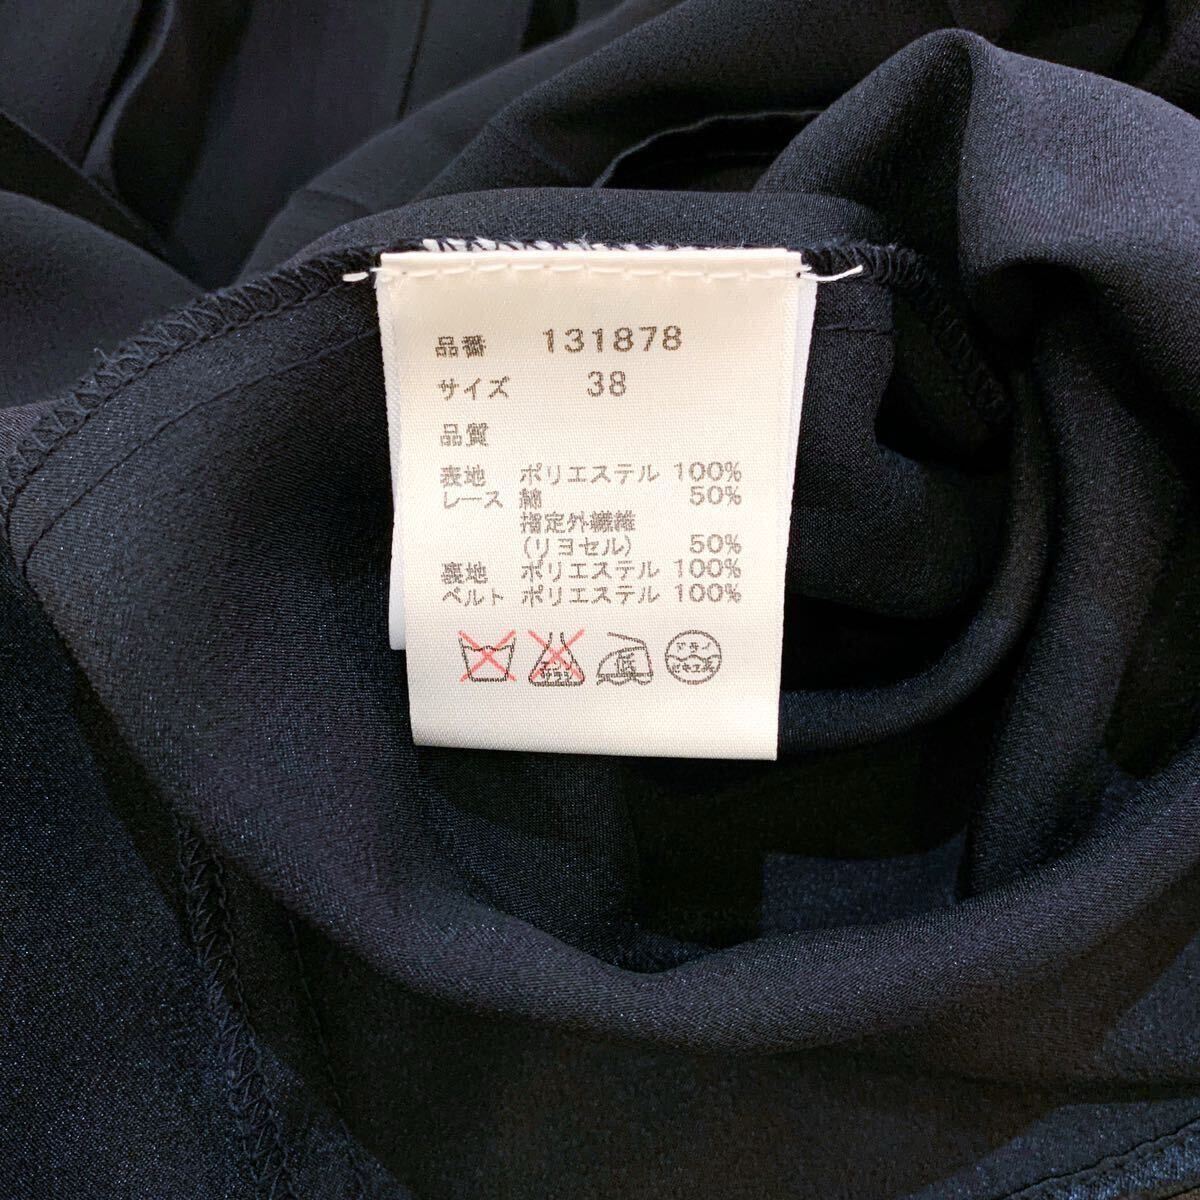 品番 131878
サイズ 38
品質
表地 ポリエステル 100%
レース 綿 50%
指定外繊維
(リヨセル) 50%
裏地 ポリエステル 100%
ベルト ポリエステル 100%
低